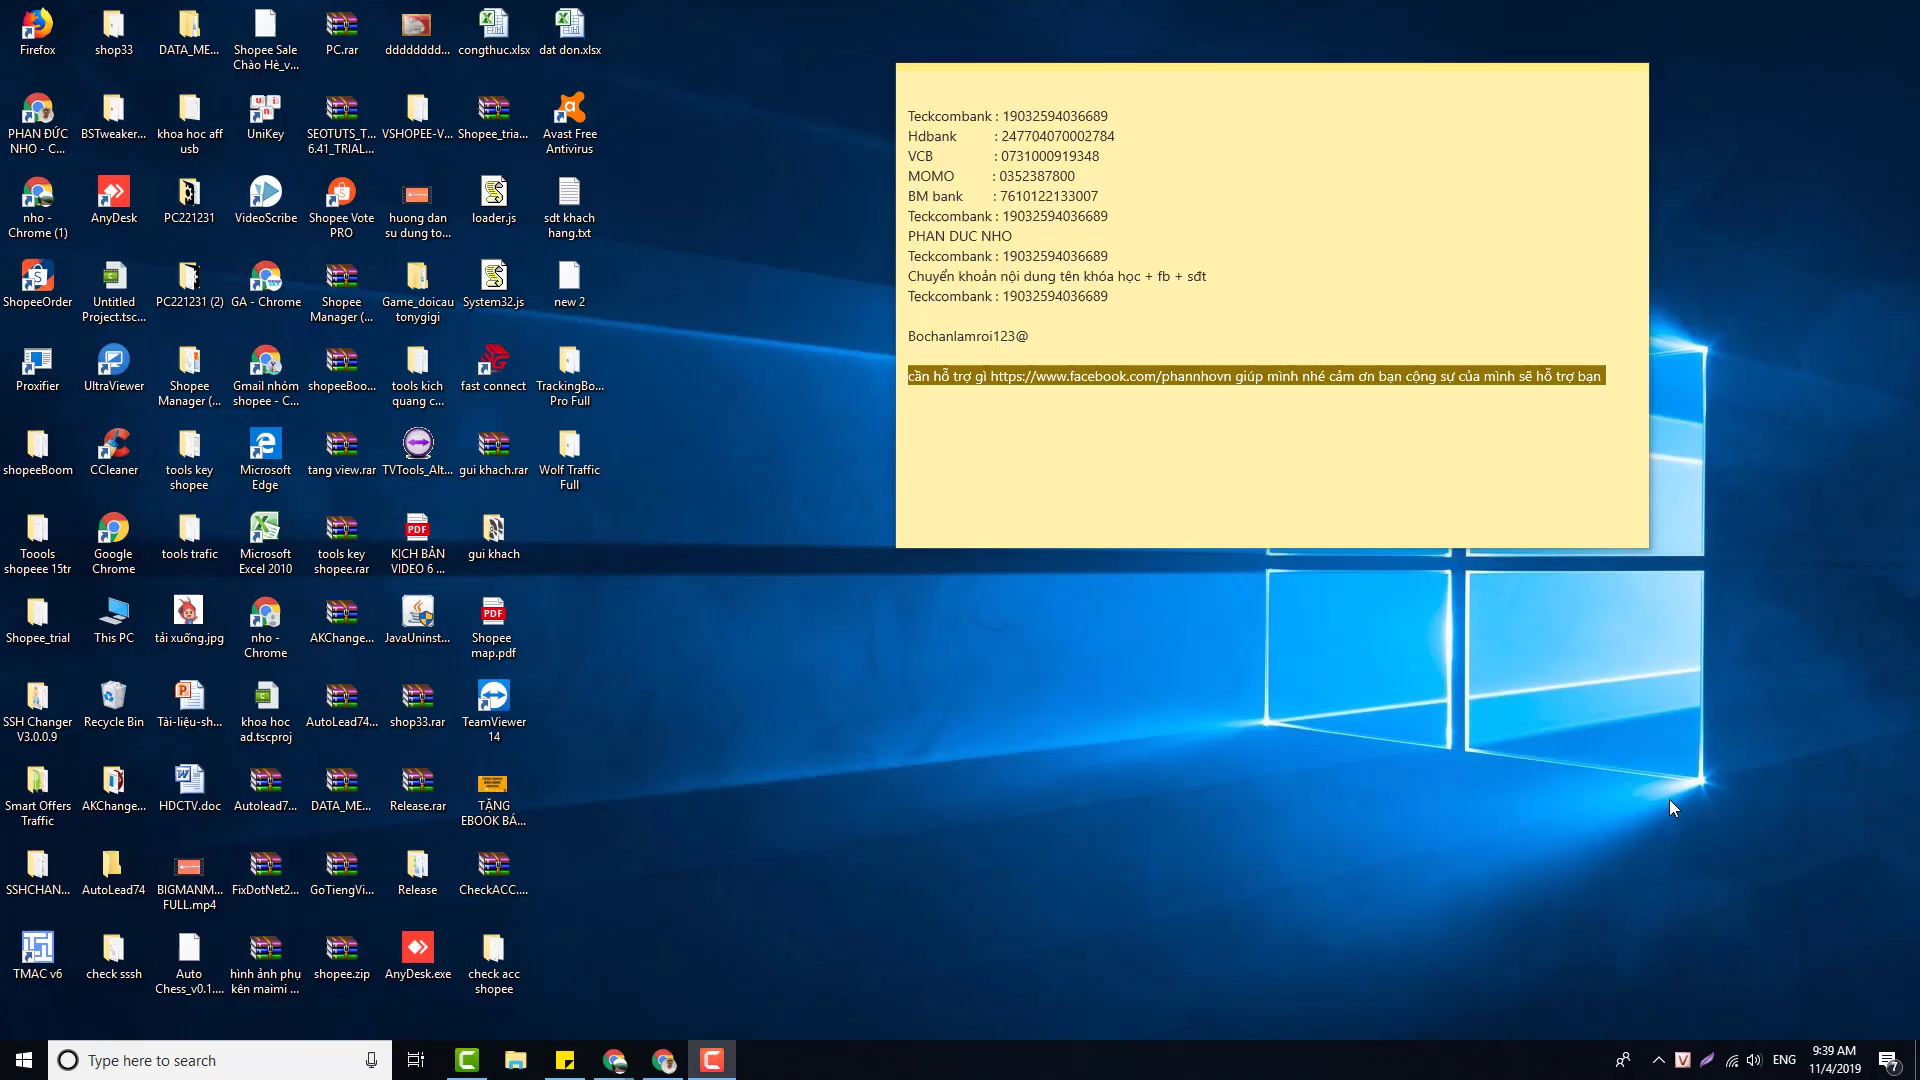 Firefox
shop33
DATA_ME...
Shopee Sale
Chào Hè_v...
PC.rar
dddddddd...
congthuc.xlsx
dat don.xlsx
PHAN ĐỨC
NHO - C...
BSTweaker...
khoa hoc aff
usb
UniKey
SEOTUTS_T...
6.41_TRIAL...
VSHOPEE-V...
Shopee_tria...
Avast Free
Antivirus
nho -
Chrome (1)
AnyDesk
PC221231
VideoScribe
Shopee Vote
PRO
huong dan
su dung to...
loader.js
sdt khach
hang.txt
ShopeeOrder
Untitled
Project.tsc...
PC221231 (2)
GA - Chrome
Shopee
Manager (...
Game_doicau
tonygigi
System32.js
new 2
Proxifier
UltraViewer
Shopee
Manager (...
Gmail nhóm
shopee - C...
shopeeBoo...
tools kich
quang c...
fast connect
TrackingBo...
Pro Full
shopeeBoom
CCleaner
tools key
shopee
Microsoft
Edge
tang view.rar
TVTools_Alt...
gui khach.rar
Wolf Traffic
Full
Toools
shopeee 15tr
Google
Chrome
tools trafic
Microsoft
Excel 2010
tools key
shopee.rar
KỊCH BẢN
VIDEO 6 ...
gui khach
Shopee_trial
This PC
tải xuống.jpg
nho -
Chrome
AKChange...
JavaUninst...
Shopee
map.pdf
SSH Changer
V3.0.0.9
Recycle Bin
Tài-liệu-sh...
khoa hoc
ad.tscproj
AutoLead74...
shop33.rar
TeamViewer
14
Smart Offers
Traffic
AKChange...
HDCTV.doc
Autolead7...
DATA_ME...
Release.rar
TẶNG
EBOOK BÁ...
SSHCHAN...
AutoLead74
BIGMANM...
FULL.mp4
FixDotNet2...
GoTiengVi...
Release
CheckACC....
TMAC v6
check sssh
Auto
Chess_v0.1....
hình ảnh phụ
kên maimi ...
shopee.zip
AnyDesk.exe
check acc
shopee
Teckcombank : 19032594036689
Hdbank : 247704070002784
VCB : 0731000919348
MOMO : 0352387800
BM bank : 7610122133007
Teckcombank : 19032594036689
PHAN DUC NHO
Teckcombank : 19032594036689
Chuyển khoản nội dung tên khóa học + fb + sđt
Teckcombank : 19032594036689
Bochanlamroi123@
cần hỗ trợ gì https://www.facebook.com/phannhovn giúp mình nhé cảm ơn bạn cộng sự của mình sẽ hỗ trợ bạn
Type here to search
ENG
9:39 AM
11/4/2019
7